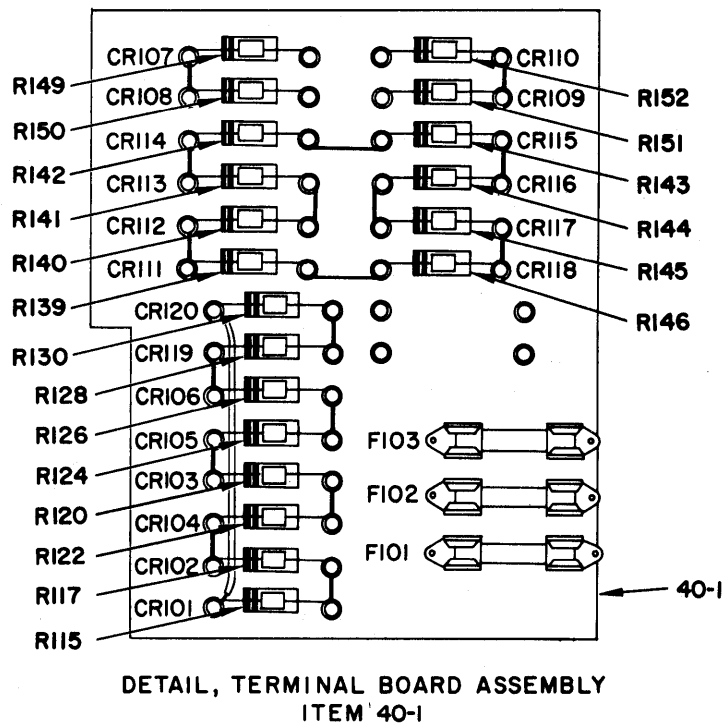 CR107 CR110
R149 R152
CR108 CR109
R150 R151
CR114 CR115
R142 R143
CR113 CR116
R141 R144
CR112 CR117
R140 R145
CR111 CR118
R139 R146
CR120
R130
CR119
R128
CR106
R126
CR105 F103
R124
CR103 F102
R120
CR104
R122 F101
CR102
R117 40-1
CR101
R115
DETAIL, TERMINAL BOARD ASSEMBLY
ITEM 40-1